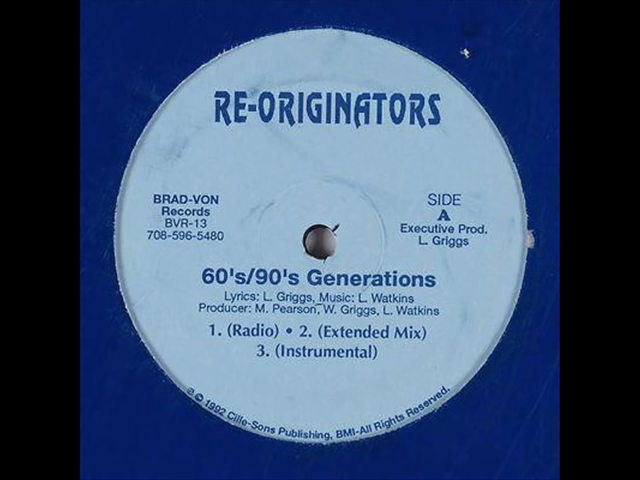 RE-ORIGINATORS
BRAD-VON
Records
BVR-13
708-596-5480
SIDE
A
Executive Prod.
L. Griggs
60's/90's Generations
Lyrics: L. Griggs, Music: L. Watkins
Producer: M. Pearson, W. Griggs, L. Watkins
1. (Radio) • 2. (Extended Mix)
3. (Instrumental)
© 1992 Cille-Sons Publishing, BMI-All Rights Reserved.